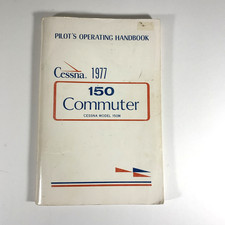 PILOT'S OPERATING HANDBOOK
Cessna. 1977
150
Commuter
CESSNA MODEL 150M